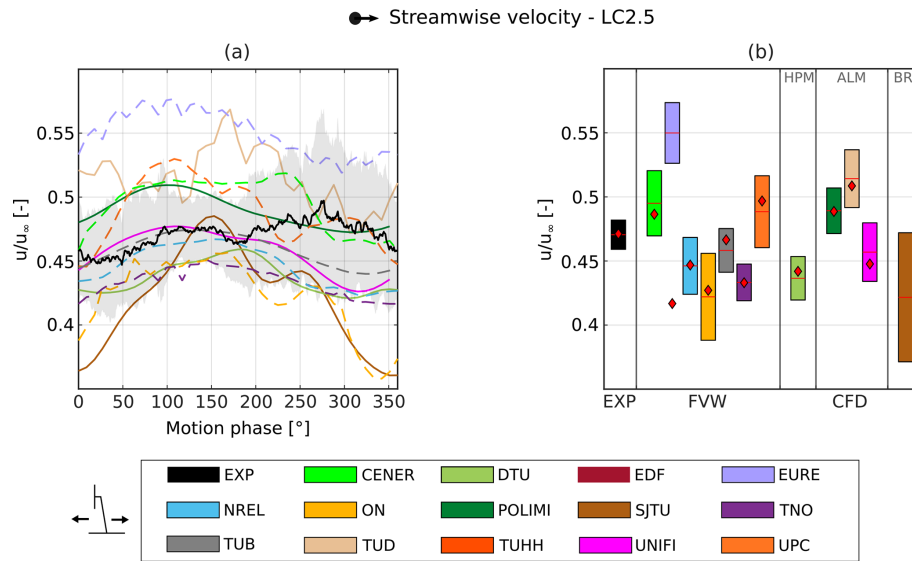 Streamwise velocity - LC2.5
(a)
(b)
u/u∞ [-]
0.55
0.5
0.45
0.4
0 50 100 150 200 250 300 350
Motion phase [°]
u/u∞ [-]
0.55
0.5
0.45
0.4
HPM ALM BR
EXP FVW CFD
EXP CENER DTU EDF EURE
NREL ON POLIMI SJTU TNO
TUB TUD TUHH UNIFI UPC